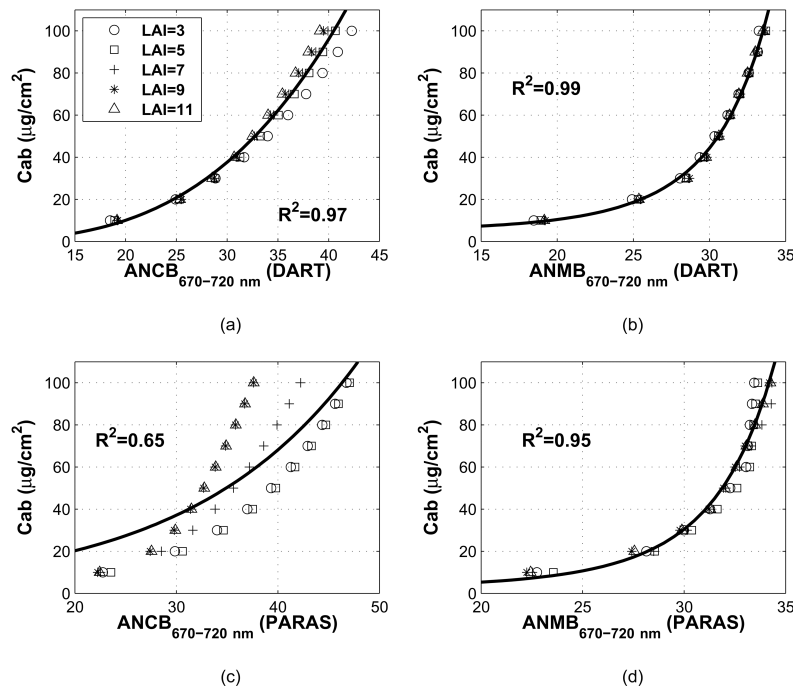 100
80
60
40
20
0
Cab (μg/cm²)
LAI=3
LAI=5
LAI=7
LAI=9
LAI=11
R²=0.97
15 20 25 30 35 40 45
ANCB670−720 nm (DART)
(a)
100
80
60
40
20
0
Cab (μg/cm²)
R²=0.99
15 20 25 30 35
ANMB670−720 nm (DART)
(b)
100
80
60
40
20
0
Cab (μg/cm²)
R²=0.65
20 30 40 50
ANCB670−720 nm (PARAS)
(c)
100
80
60
40
20
0
Cab (μg/cm²)
R²=0.95
20 25 30 35
ANMB670−720 nm (PARAS)
(d)